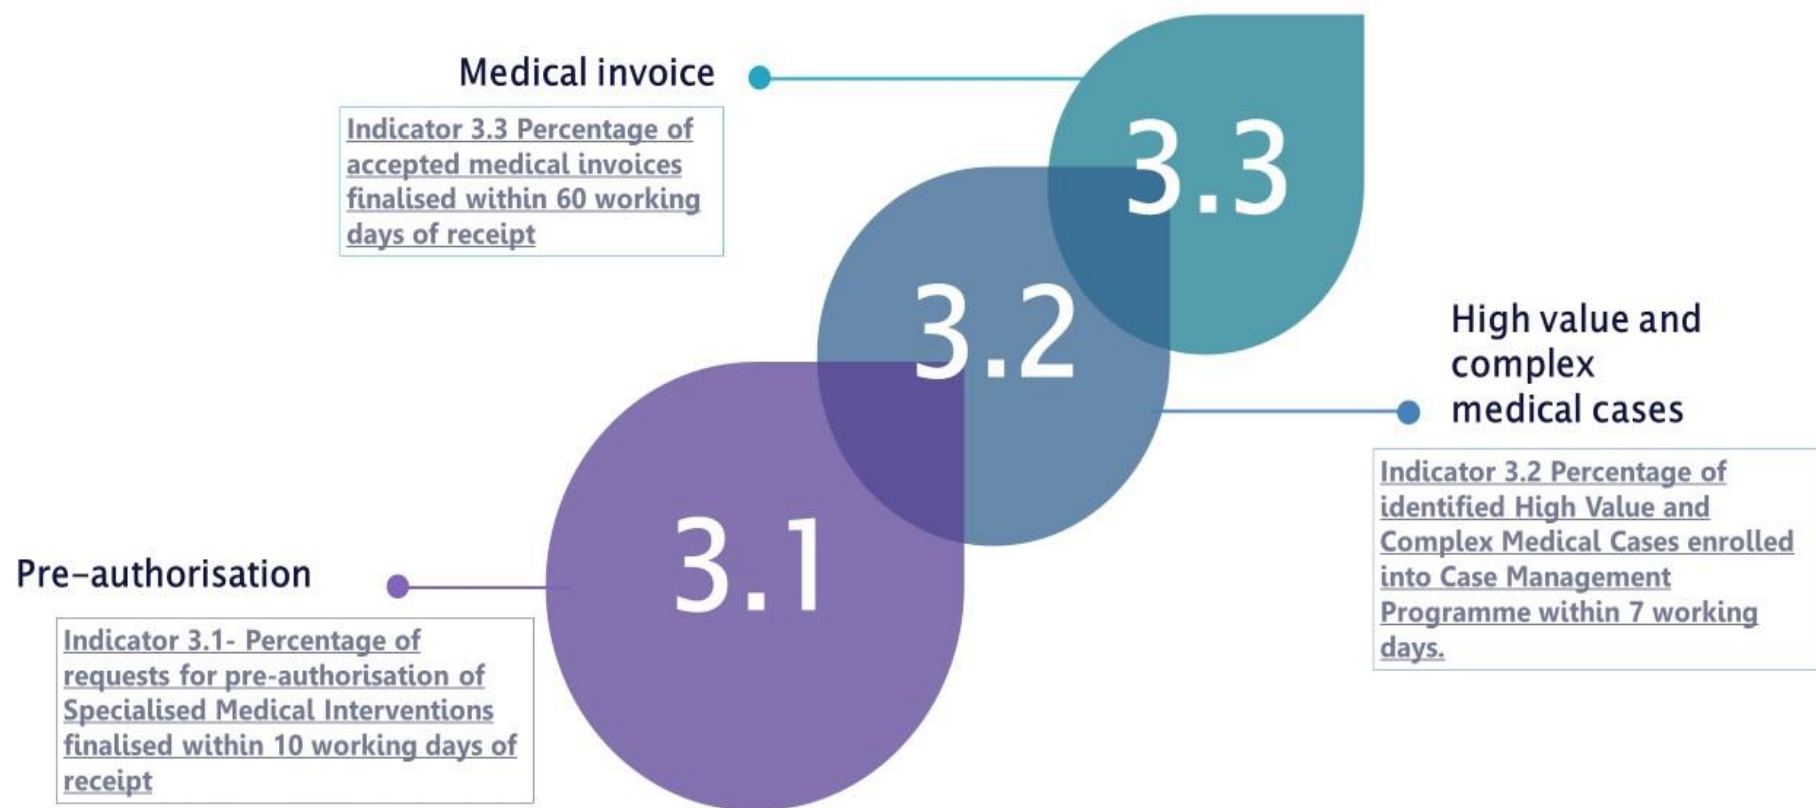 Medical invoice
Indicator 3.3 Percentage of
accepted medical invoices
finalised within 60 working
days of receipt
3.3
3.2
High value and
complex
medical cases
Indicator 3.2 Percentage of
identified High Value and
Complex Medical Cases enrolled
into Case Management
Programme within 7 working
days.
3.1
Pre-authorisation
Indicator 3.1- Percentage of
requests for pre-authorisation of
Specialised Medical Interventions
finalised within 10 working days of
receipt